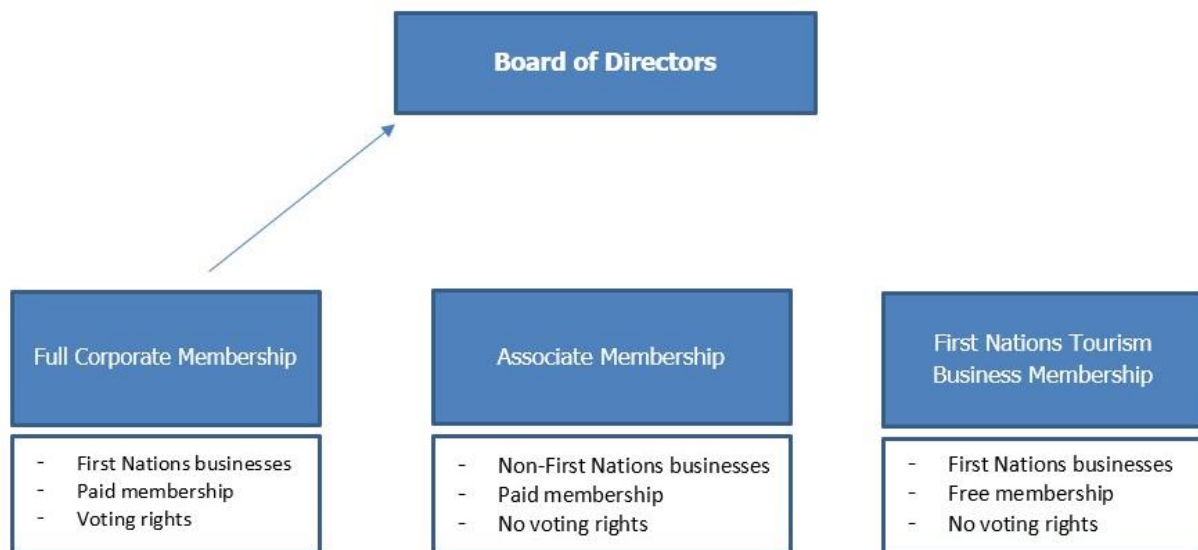 Board of Directors
Full Corporate Membership
- First Nations businesses
- Paid membership
- Voting rights
Associate Membership
- Non-First Nations businesses
- Paid membership
- No voting rights
First Nations Tourism
Business Membership
- First Nations businesses
- Free membership
- No voting rights